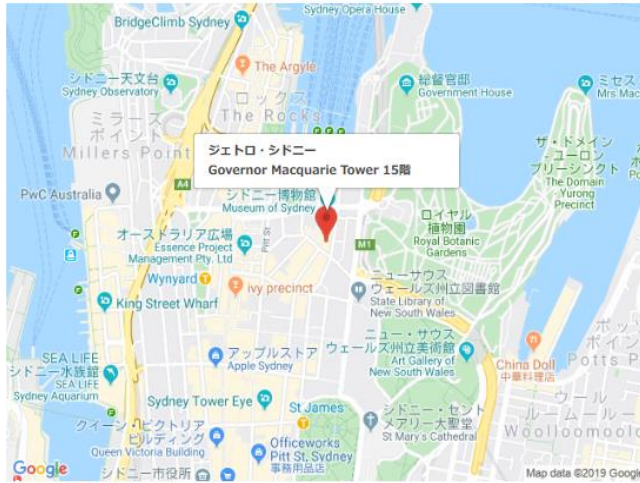 Sydney Opera House
BridgeClimb Sydney
The Argyle
シドニー天文台
Sydney Observatory
総督官邸
Government House
ミセス
Mrs Mac
ロックス
The Rocks
ミラーズ
ポイント
Millers Point
ザ・ドメイン
- ユーロン
プリーシンクト
The Domain
Yurong
Precinct
ジェトロ・シドニー
Governor Macquarie Tower 15階
PwC Australia
A4
シドニー博物館
Museum of Sydney
ロイヤル
植物園
Royal Botanic
Gardens
オーストラリア広場
Essence Project
Management Pty. Ltd
Pitt St
M1
Wynyard
ivy precinct
King Street Wharf
ニューサウス
ウェールズ州立図書館
State Library of
New South Wales
ニュー・サウス
ウェールズ州立美術館
Art Gallery of
New South Wales
アップルストア
Apple Sydney
SEA LIFE
シドニー水族館
SEA LIFE
Sydney Aquarium
China Doll
中華料理店
ポッツ
Potts P
Sydney Tower Eye
St James
クイーン・ビクトリア
ビルディング
Queen Victoria Building
シドニー・セント
メアリー大聖堂
St Mary's Cathedral
ウール
ルームールー
Woolloomoolo
Officeworks
Pitt St, Sydney
事務用品店
シドニー市役所
Google
Map data ©2019 Google